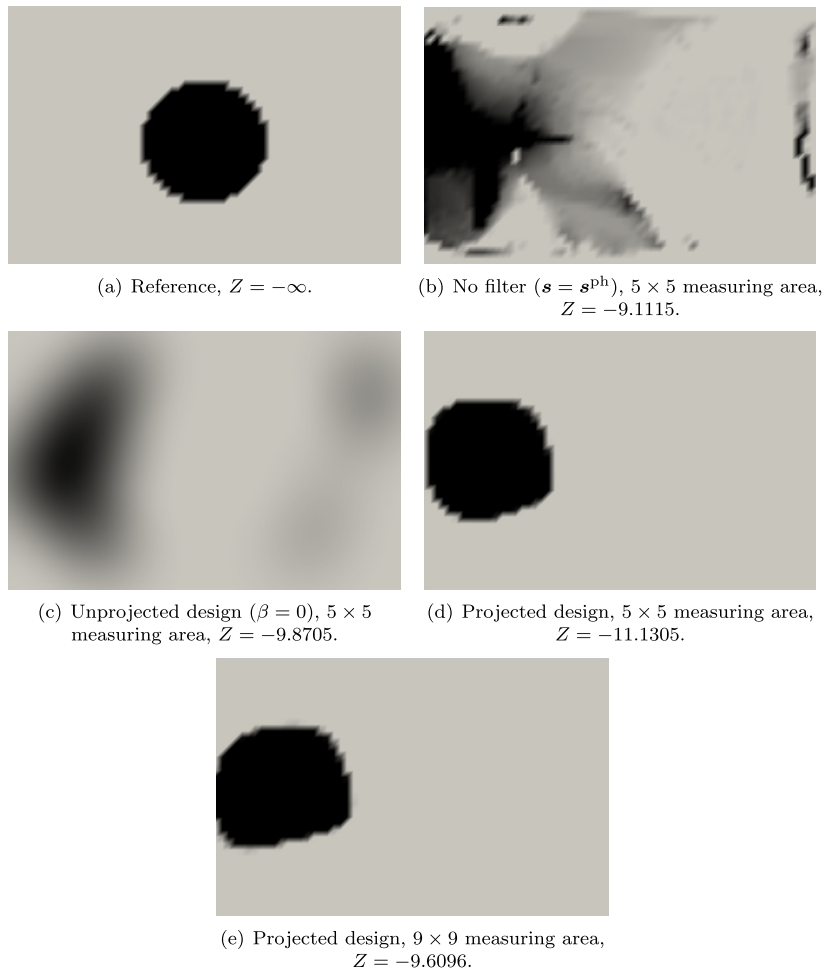 (a) Reference, Z = −∞.
(b) No filter (s = s^ph), 5 × 5 measuring area,
Z = −9.1115.
(c) Unprojected design (β = 0), 5 × 5
measuring area, Z = −9.8705.
(d) Projected design, 5 × 5 measuring area,
Z = −11.1305.
(e) Projected design, 9 × 9 measuring area,
Z = −9.6096.